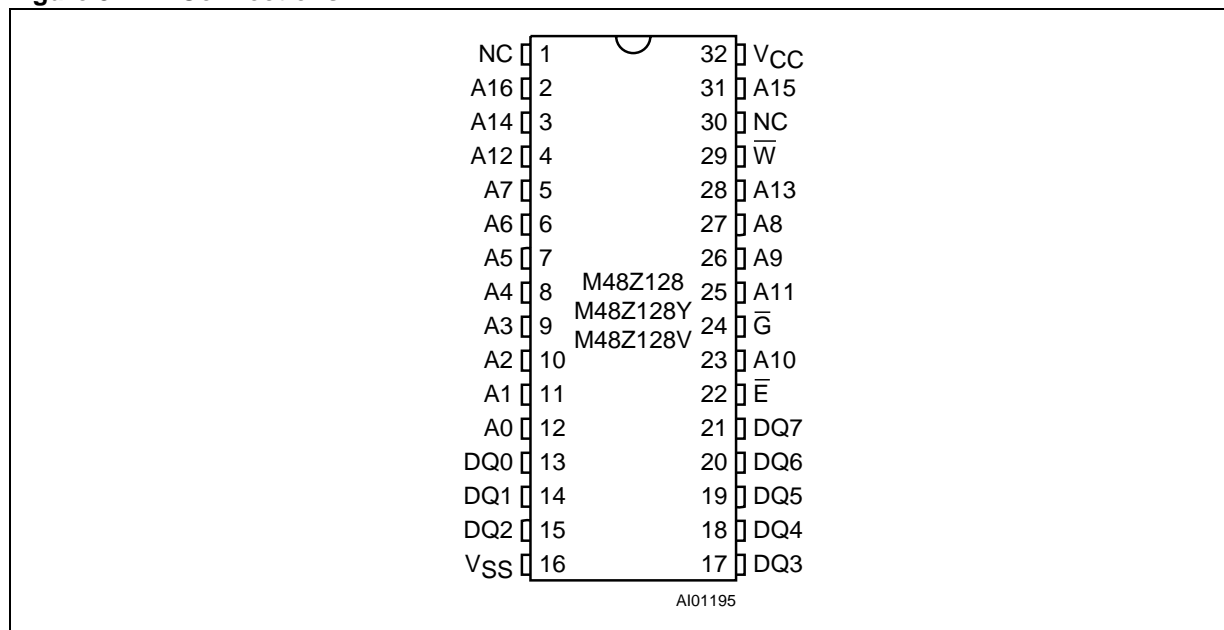 NC 1 32 VCC
A16 2 31 A15
A14 3 30 NC
A12 4 29 W̅
A7 5 28 A13
A6 6 27 A8
A5 7 26 A9
A4 8 M48Z128 25 A11
M48Z128Y
A3 9 M48Z128V 24 G̅
A2 10 23 A10
A1 11 22 E̅
A0 12 21 DQ7
DQ0 13 20 DQ6
DQ1 14 19 DQ5
DQ2 15 18 DQ4
VSS 16 17 DQ3
AI01195